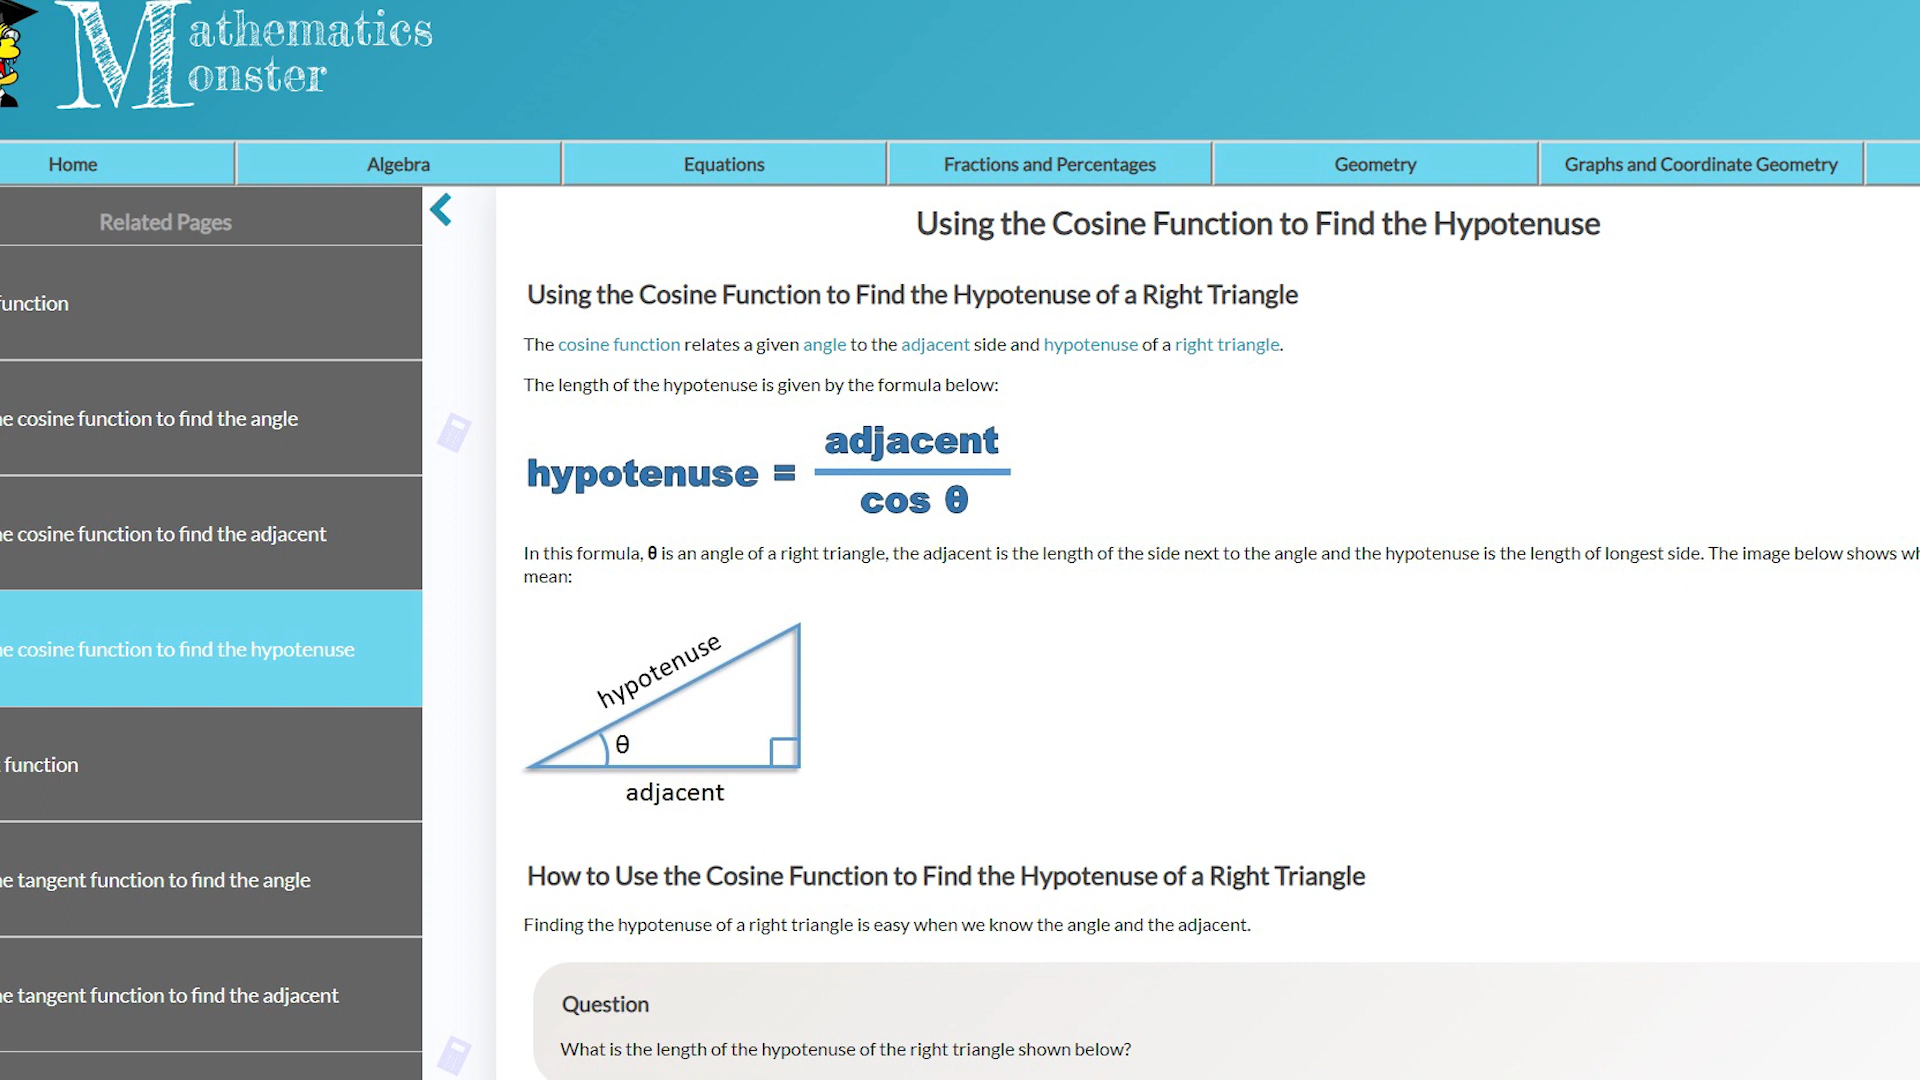 Mathematics
Monster
Home
Algebra
Equations
Fractions and Percentages
Geometry
Graphs and Coordinate Geometry
Related Pages
function
cosine function to find the angle
cosine function to find the adjacent
cosine function to find the hypotenuse
function
tangent function to find the angle
tangent function to find the adjacent
Using the Cosine Function to Find the Hypotenuse
Using the Cosine Function to Find the Hypotenuse of a Right Triangle
The cosine function relates a given angle to the adjacent side and hypotenuse of a right triangle.
The length of the hypotenuse is given by the formula below:
adjacent
hypotenuse =
cos θ
In this formula, θ is an angle of a right triangle, the adjacent is the length of the side next to the angle and the hypotenuse is the length of longest side. The image below shows
mean:
hypotenuse
θ
adjacent
How to Use the Cosine Function to Find the Hypotenuse of a Right Triangle
Finding the hypotenuse of a right triangle is easy when we know the angle and the adjacent.
Question
What is the length of the hypotenuse of the right triangle shown below?